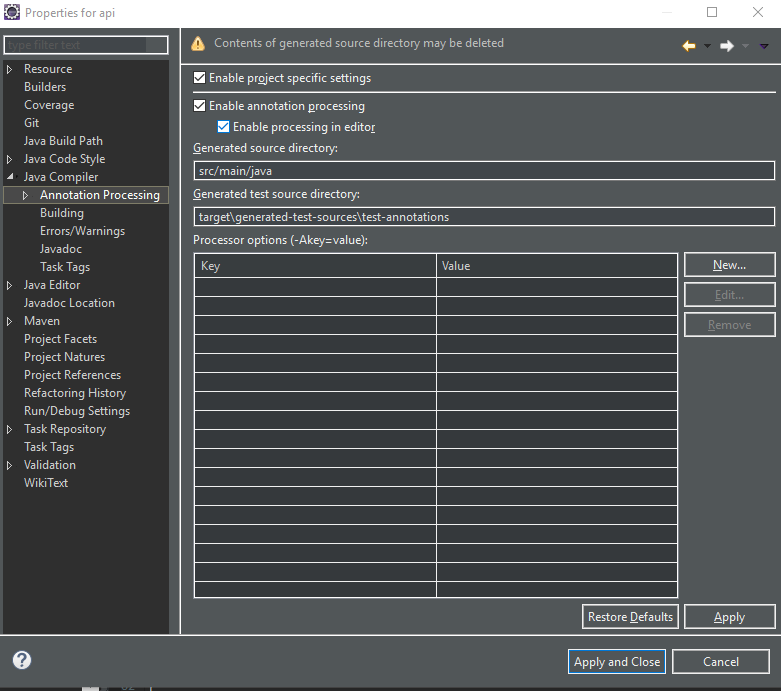 Properties for api
type filter text
Contents of generated source directory may be deleted
Resource
Builders
Coverage
Git
Java Build Path
Java Code Style
Java Compiler
Annotation Processing
Building
Errors/Warnings
Javadoc
Task Tags
Java Editor
Javadoc Location
Maven
Project Facets
Project Natures
Project References
Refactoring History
Run/Debug Settings
Task Repository
Task Tags
Validation
WikiText
Enable project specific settings
Enable annotation processing
Enable processing in editor
Generated source directory:
src/main/java
Generated test source directory:
target\generated-test-sources\test-annotations
Processor options (-Akey=value):
Key Value
New...
Edit...
Remove
Restore Defaults Apply
Apply and Close Cancel